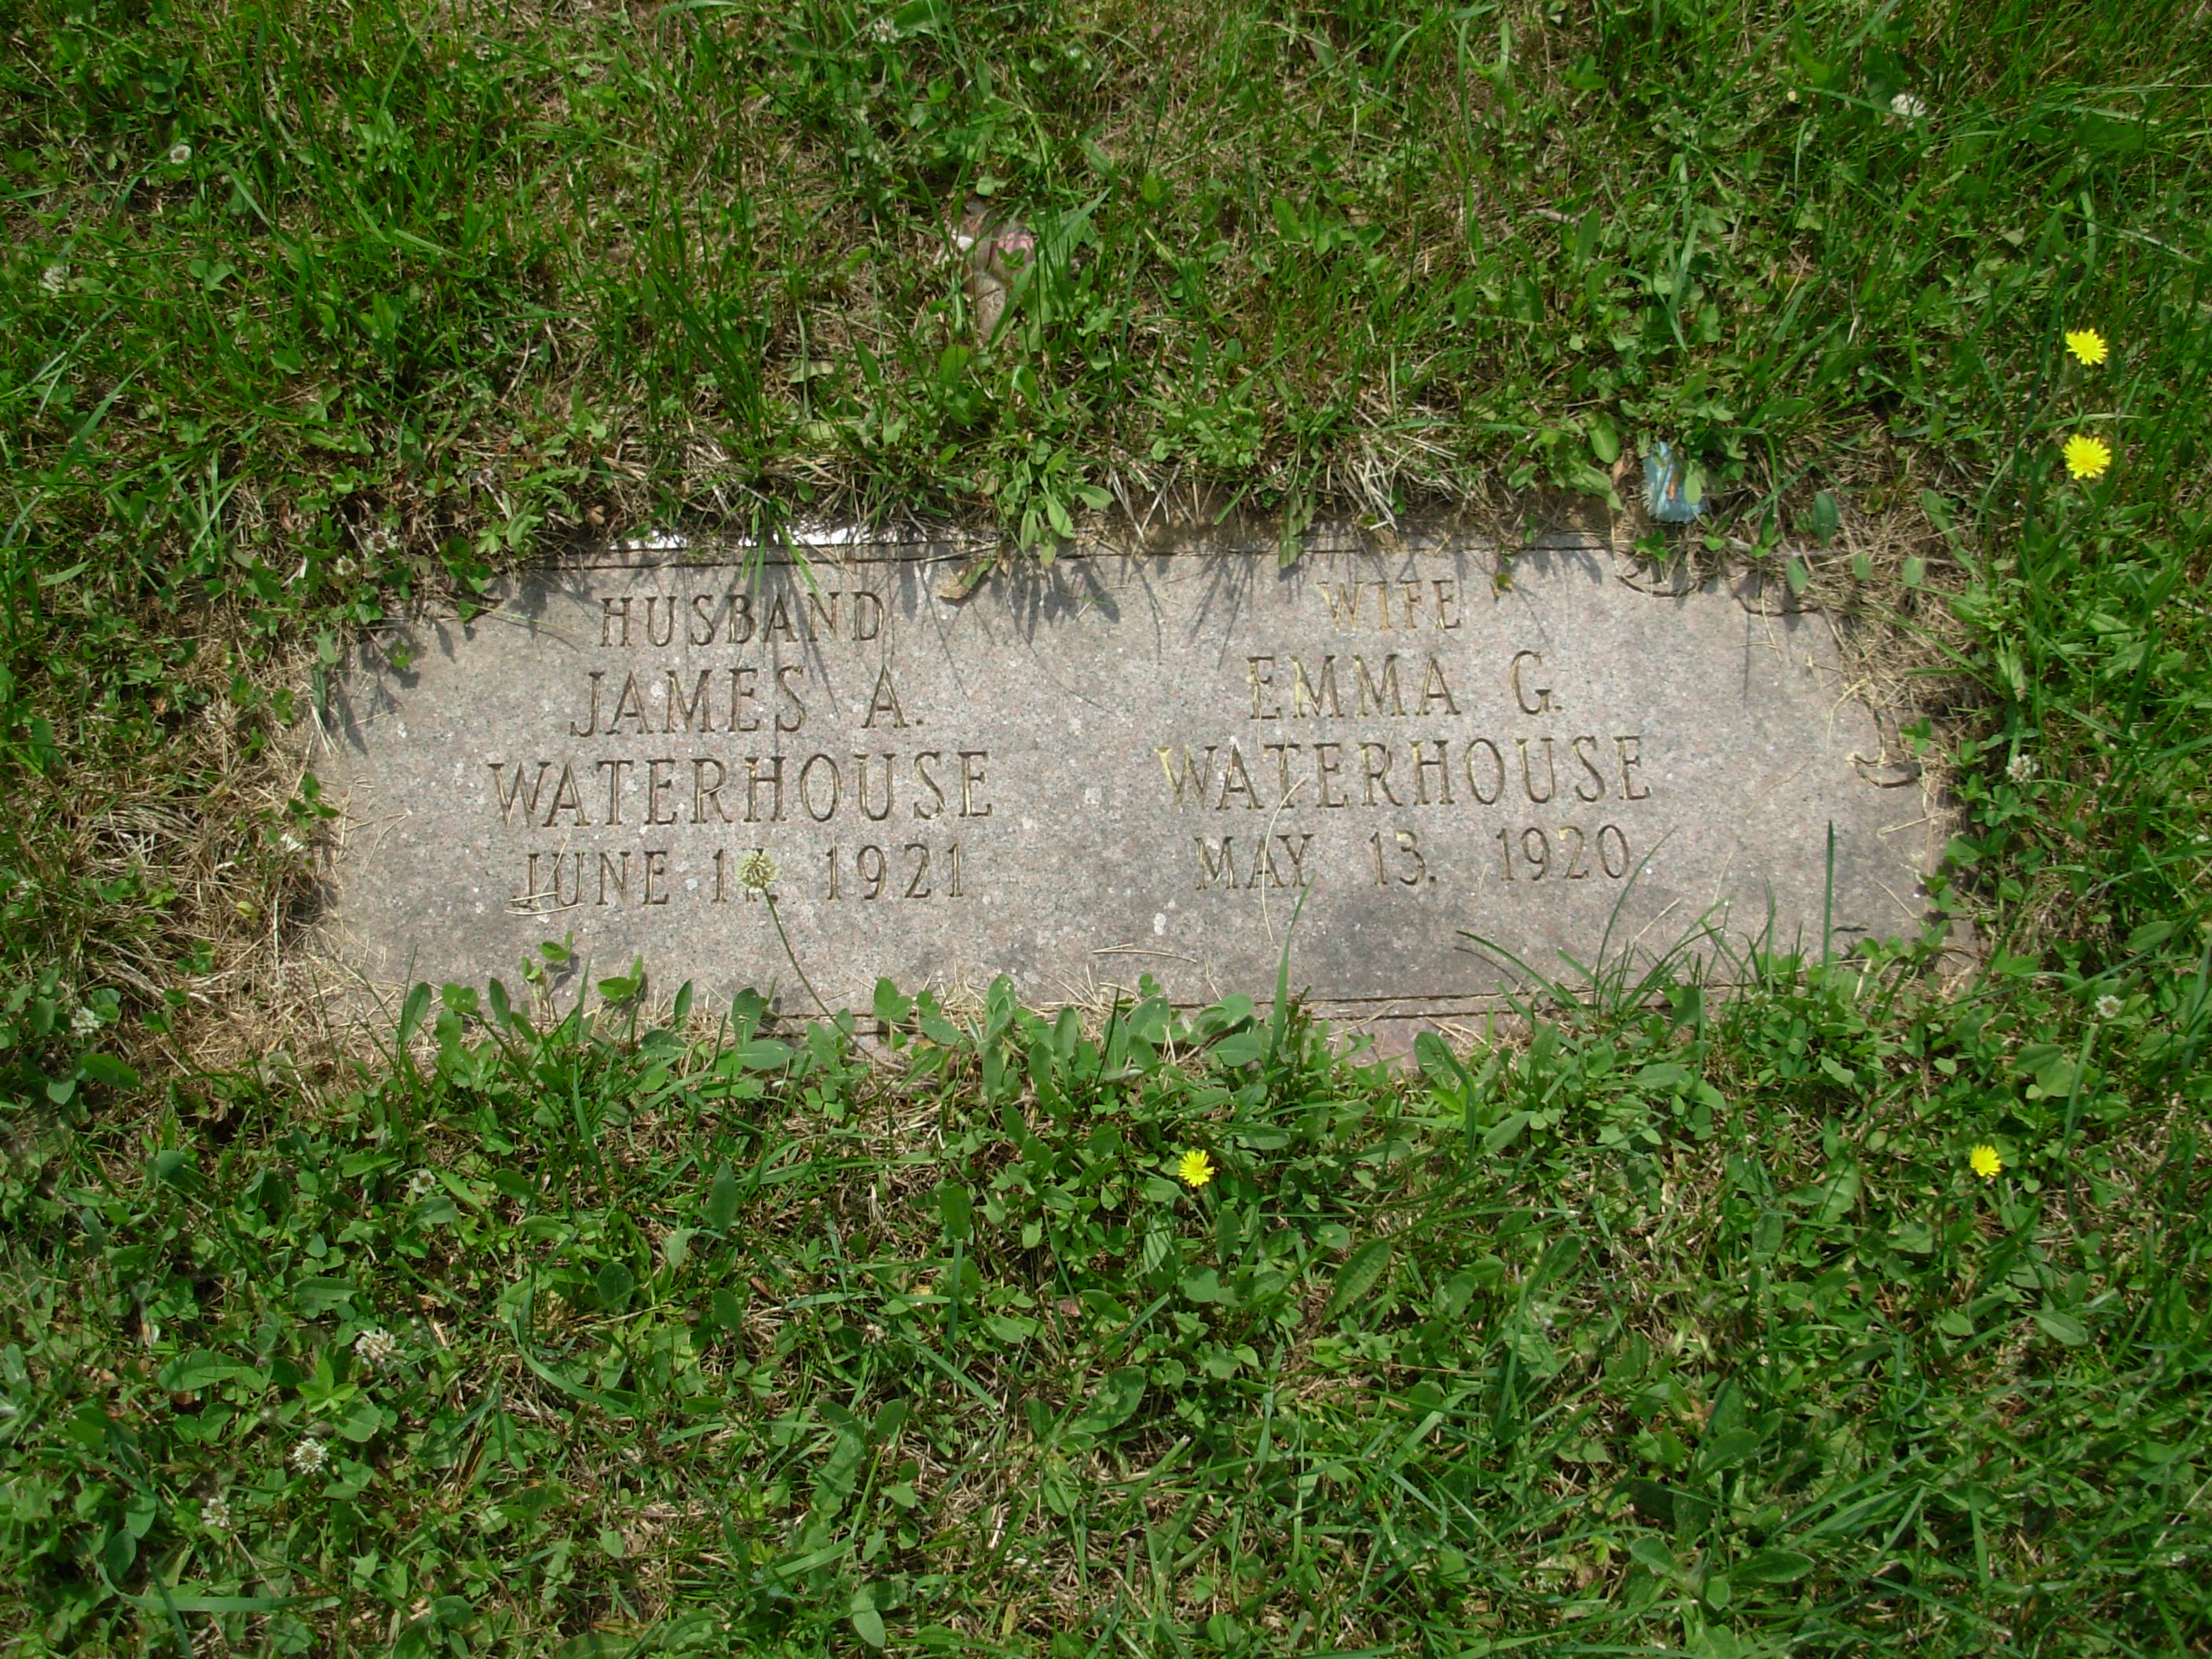 HUSBAND
JAMES A.
WATERHOUSE
JUNE 1921
WIFE
EMMA G.
WATERHOUSE
MAY 13. 1920